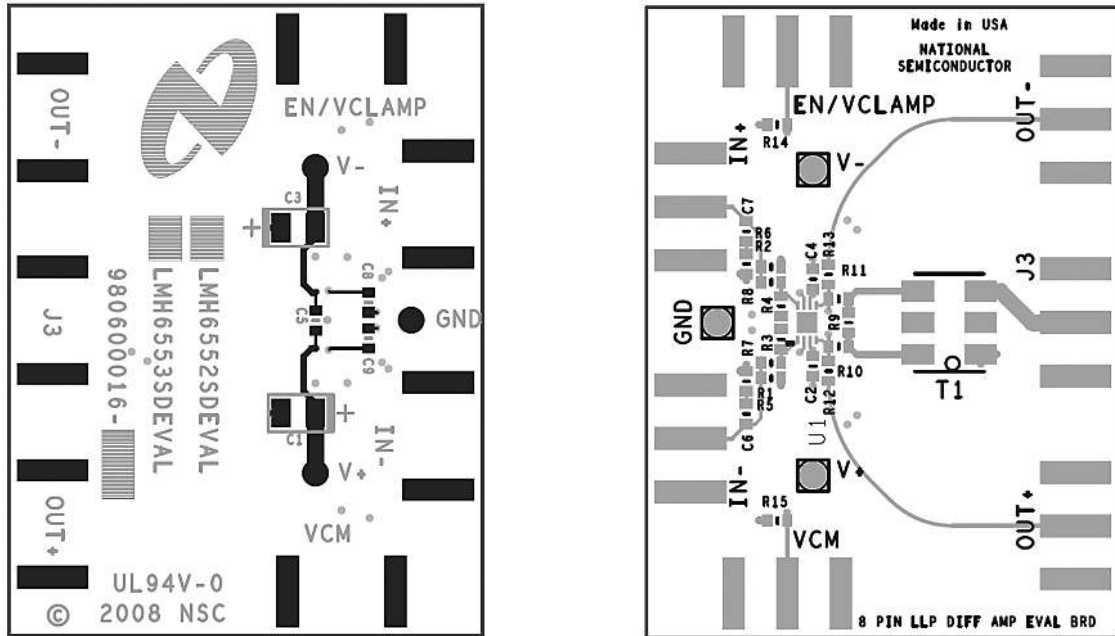 OUT-
EN/VCLAMP
V-
IN+
C3
+
C8
C5
GND
C9
J3
980600016-
LMH6553SDEVAL
LMH6552SDEVAL
+
C1
IN-
V+
OUT+
VCM
UL94V-0
© 2008 NSC
Made in USA
NATIONAL
SEMICONDUCTOR
EN/VCLAMP
OUT-
R14
IN+
V-
C7
R6
R2
C4
R13
R11
J3
R8
R4
GND
R9
R3
R7
R10
R1
R5
C2
R12
T1
C6
U1
V+
IN-
R15
VCM
OUT+
8 PIN LLP DIFF AMP EVAL BRD